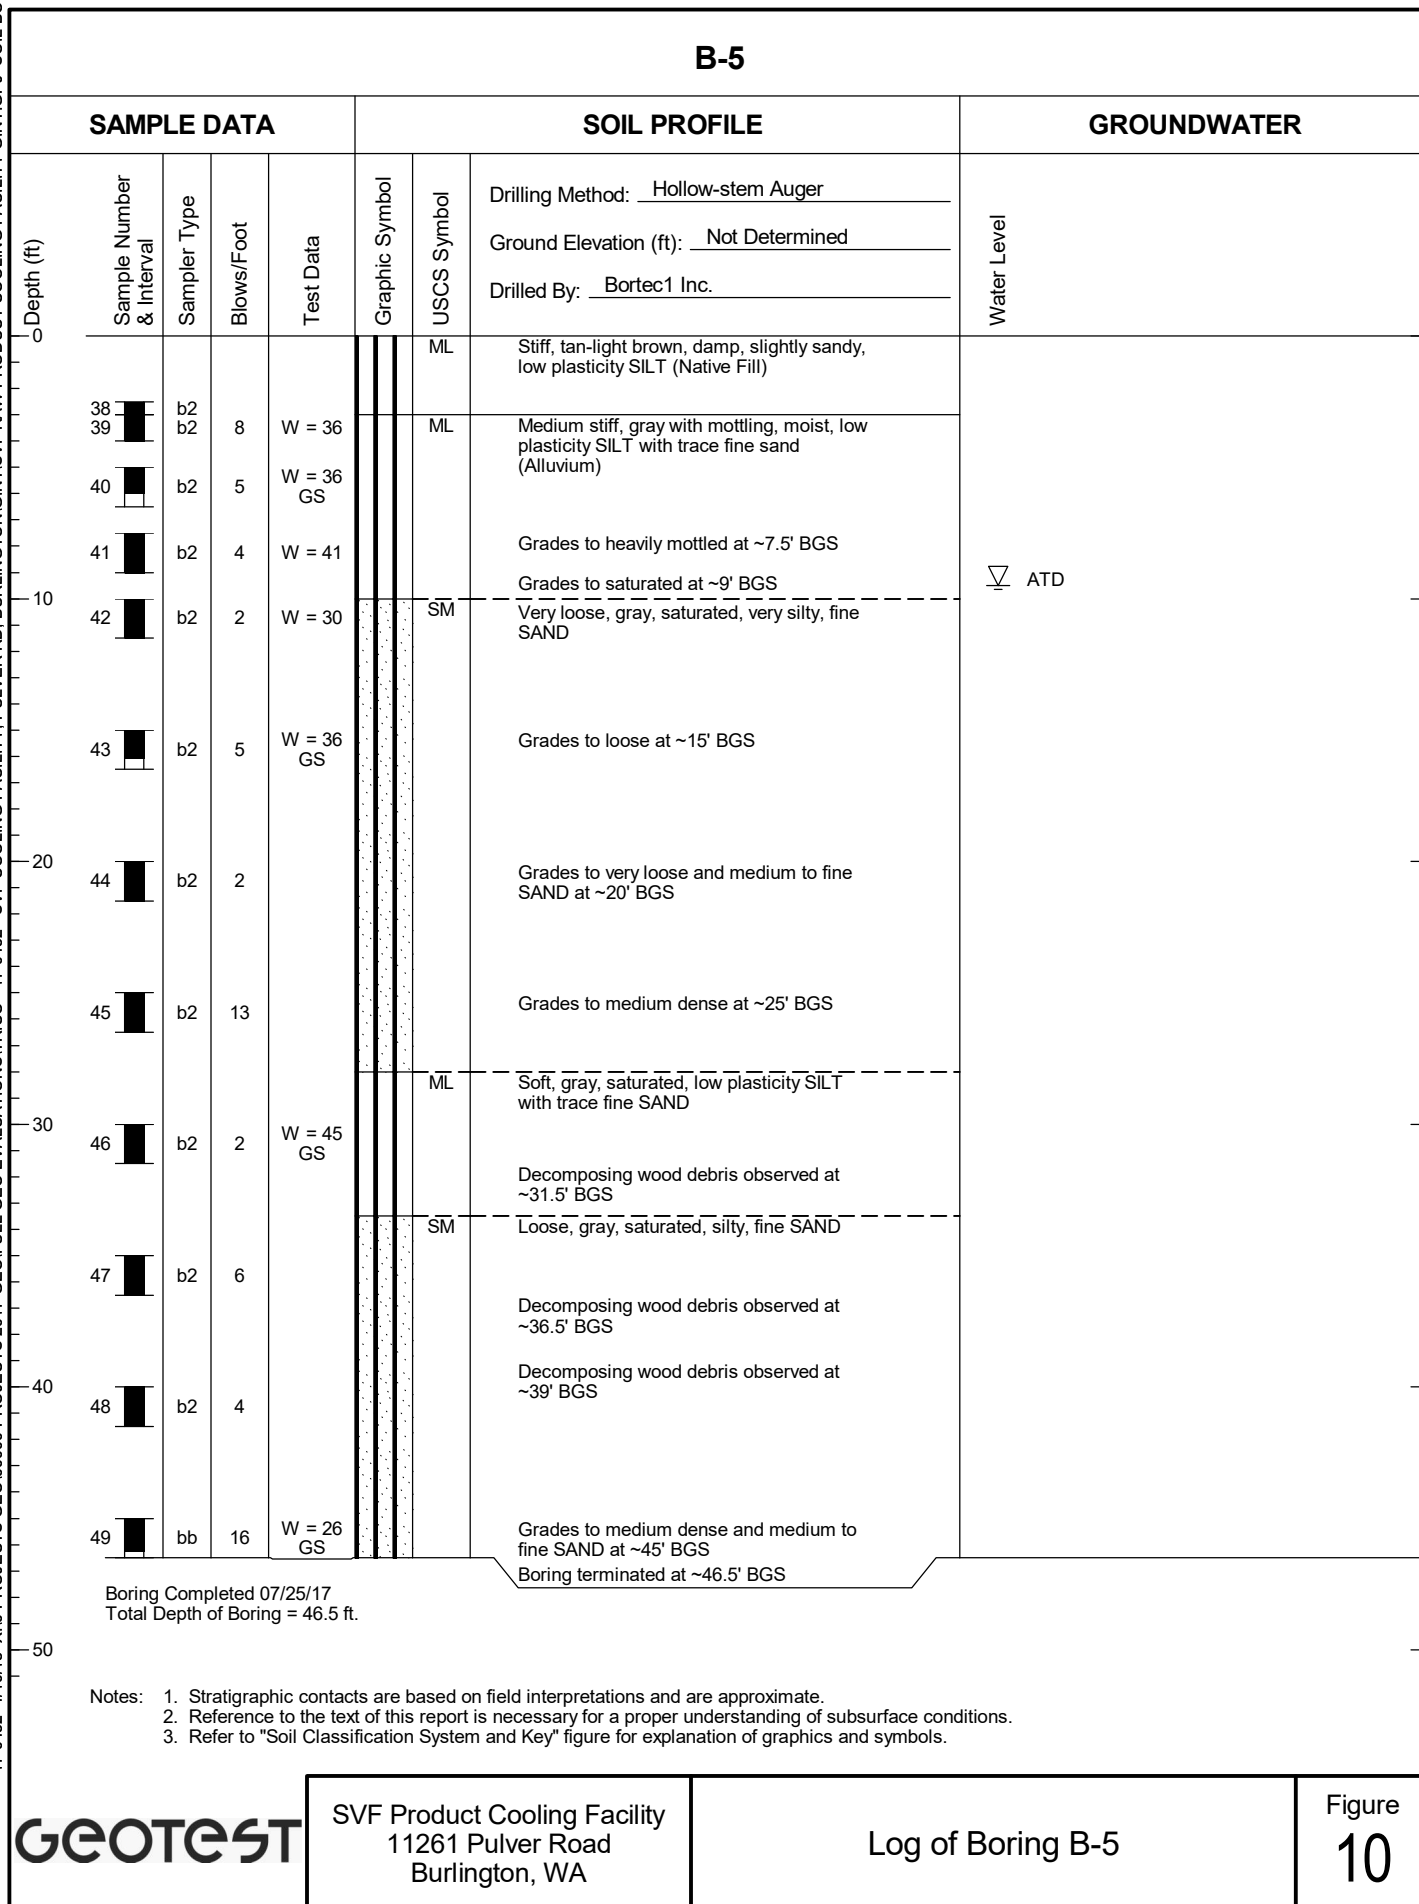 B-5
SAMPLE DATA
SOIL PROFILE
GROUNDWATER
Depth (ft)
Sample Number
& Interval
Sampler Type
Blows/Foot
Test Data
Graphic Symbol
USCS Symbol
Drilling Method: Hollow-stem Auger
Ground Elevation (ft): Not Determined
Drilled By: Bortec1 Inc.
Water Level
0
ML Stiff, tan-light brown, damp, slightly sandy,
low plasticity SILT (Native Fill)
38 b2
39 b2 8 W = 36
ML Medium stiff, gray with mottling, moist, low
plasticity SILT with trace fine sand
(Alluvium)
40 b2 5 W = 36
GS
41 b2 4 W = 41
Grades to heavily mottled at ~7.5' BGS
Grades to saturated at ~9' BGS
ATD
10
42 b2 2 W = 30
SM Very loose, gray, saturated, very silty, fine
SAND
43 b2 5 W = 36
GS
Grades to loose at ~15' BGS
20
44 b2 2
Grades to very loose and medium to fine
SAND at ~20' BGS
45 b2 13
Grades to medium dense at ~25' BGS
ML Soft, gray, saturated, low plasticity SILT
with trace fine SAND
30
46 b2 2 W = 45
GS
Decomposing wood debris observed at
~31.5' BGS
SM Loose, gray, saturated, silty, fine SAND
47 b2 6
Decomposing wood debris observed at
~36.5' BGS
Decomposing wood debris observed at
~39' BGS
40
48 b2 4
49 bb 16 W = 26
GS
Grades to medium dense and medium to
fine SAND at ~45' BGS
Boring terminated at ~46.5' BGS
Boring Completed 07/25/17
Total Depth of Boring = 46.5 ft.
50
Notes: 1. Stratigraphic contacts are based on field interpretations and are approximate.
2. Reference to the text of this report is necessary for a proper understanding of subsurface conditions.
3. Refer to "Soil Classification System and Key" figure for explanation of graphics and symbols.
GEOTEST
SVF Product Cooling Facility
11261 Pulver Road
Burlington, WA
Log of Boring B-5
Figure
10